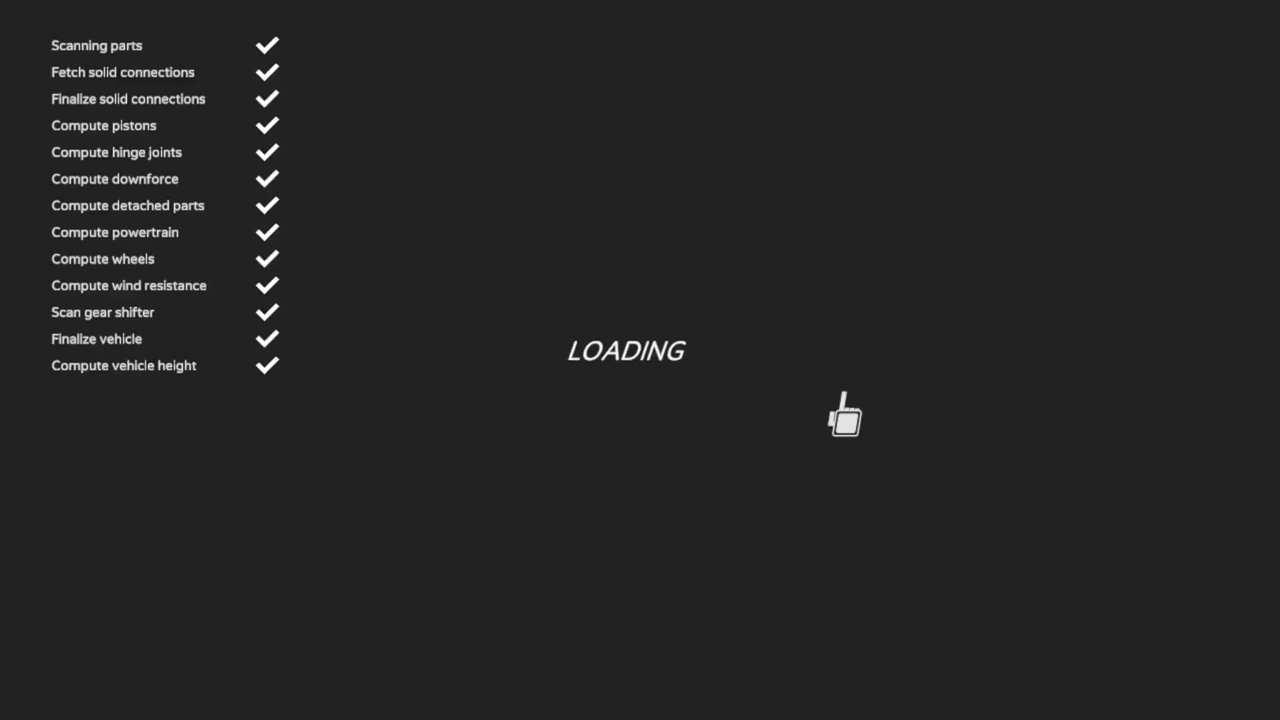 Scanning parts
Fetch solid connections
Finalize solid connections
Compute pistons
Compute hinge joints
Compute downforce
Compute detached parts
Compute powertrain
Compute wheels
Compute wind resistance
Scan gear shifter
Finalize vehicle
Compute vehicle height
LOADING